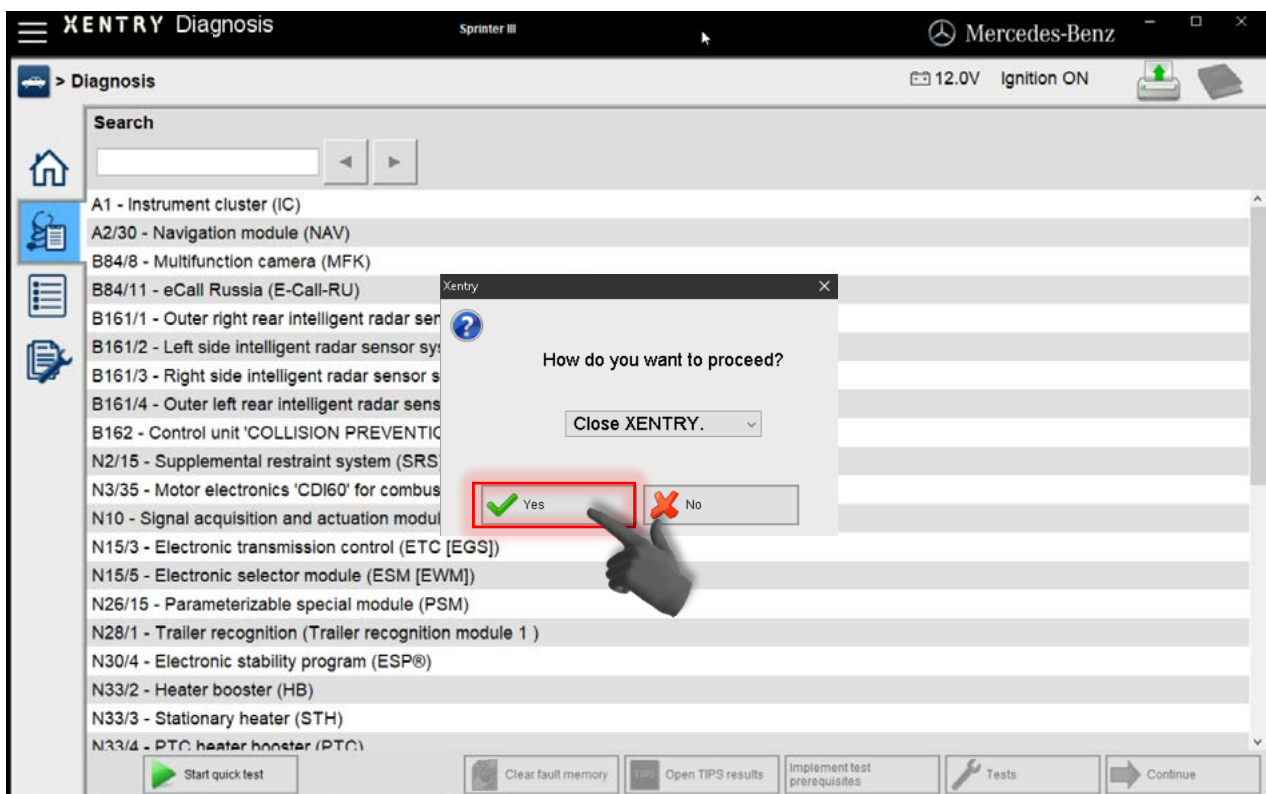 XENTRY Diagnosis
Sprinter III
Mercedes-Benz
> Diagnosis
12.0V Ignition ON
Search
A1 - Instrument cluster (IC)
A2/30 - Navigation module (NAV)
B84/8 - Multifunction camera (MFK)
B84/11 - eCall Russia (E-Call-RU)
B161/1 - Outer right rear intelligent radar ser
B161/2 - Left side intelligent radar sensor sy
B161/3 - Right side intelligent radar sensor s
B161/4 - Outer left rear intelligent radar sens
B162 - Control unit 'COLLISION PREVENTIO
N2/15 - Supplemental restraint system (SRS
N3/35 - Motor electronics 'CDI60' for combus
N10 - Signal acquisition and actuation modul
N15/3 - Electronic transmission control (ETC [EGS])
N15/5 - Electronic selector module (ESM [EWM])
N26/15 - Parameterizable special module (PSM)
N28/1 - Trailer recognition (Trailer recognition module 1 )
N30/4 - Electronic stability program (ESP®)
N33/2 - Heater booster (HB)
N33/3 - Stationary heater (STH)
N33/4 - PTC heater booster (PTC)
Xentry
How do you want to proceed?
Close XENTRY.
Yes
No
Start quick test
Clear fault memory
TIPS
Open TIPS results
Implement test
prerequisites
Tests
Continue